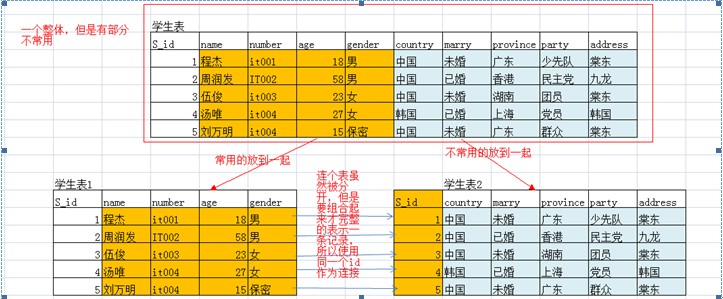 一个整体，但是有部分
不常用
学生表
S_id name number age gender country marry province party address
1 程杰 it001 18 男 中国 未婚 广东 少先队 棠东
2 周润发 IT002 58 男 中国 已婚 香港 民主党 九龙
3 伍俊 it003 23 女 中国 未婚 湖南 团员 棠东
4 汤唯 it004 27 女 韩国 已婚 上海 党员 韩国
5 刘万明 it004 15 保密 中国 未婚 广东 群众 棠东
常用的放到一起
不常用的放到一起
学生表1
S_id name number age gender
1 程杰 it001 18 男
2 周润发 IT002 58 男
3 伍俊 it003 23 女
4 汤唯 it004 27 女
5 刘万明 it004 15 保密
连个表虽
然被分
开，但是
要组合起
来才完整
的表示一
条记录，
所以使用
同一个id
作为连接
学生表2
S_id country marry province party address
1 中国 未婚 广东 少先队 棠东
2 中国 已婚 香港 民主党 九龙
3 中国 未婚 湖南 团员 棠东
4 韩国 已婚 上海 党员 韩国
5 中国 未婚 广东 群众 棠东